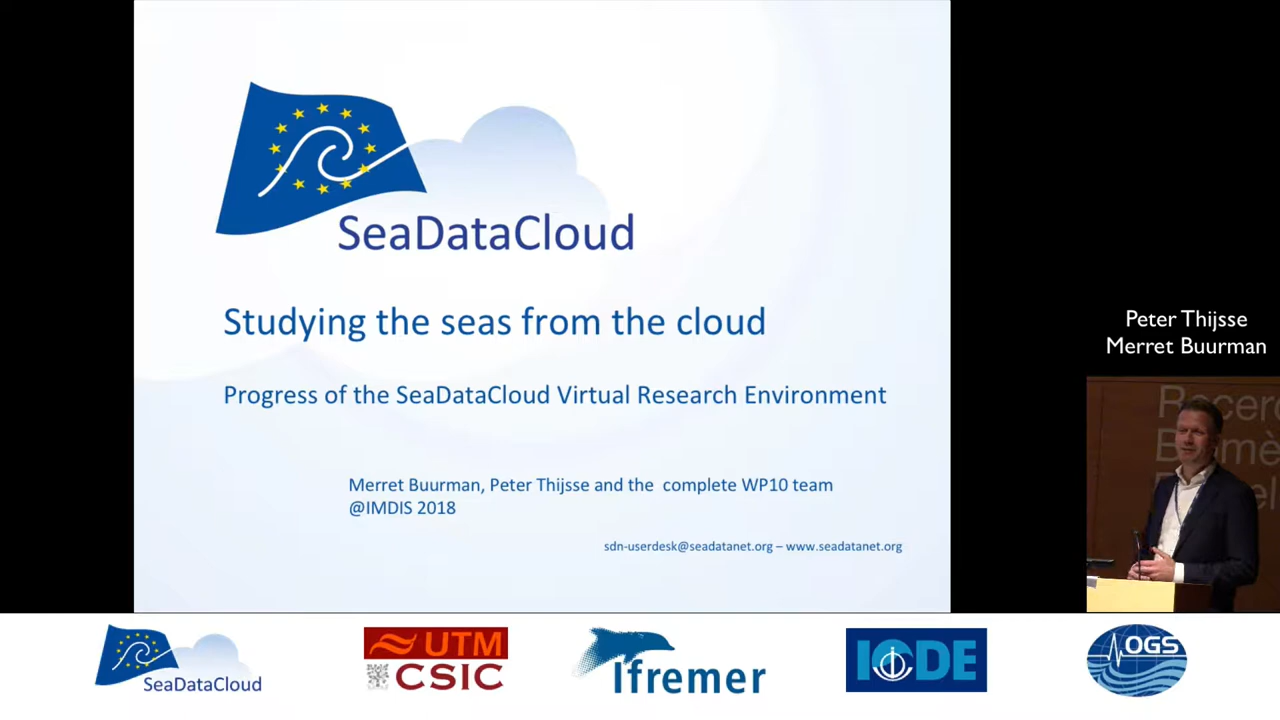 SeaDataCloud
Studying the seas from the cloud
Progress of the SeaDataCloud Virtual Research Environment
Merret Buurman, Peter Thijsse and the complete WP10 team
@IMDIS 2018
sdn-userdesk@seadatanet.org – www.seadatanet.org
Peter Thijsse
Merret Buurman
SeaDataCloud
UTM
CSIC
Ifremer
IODE
OGS